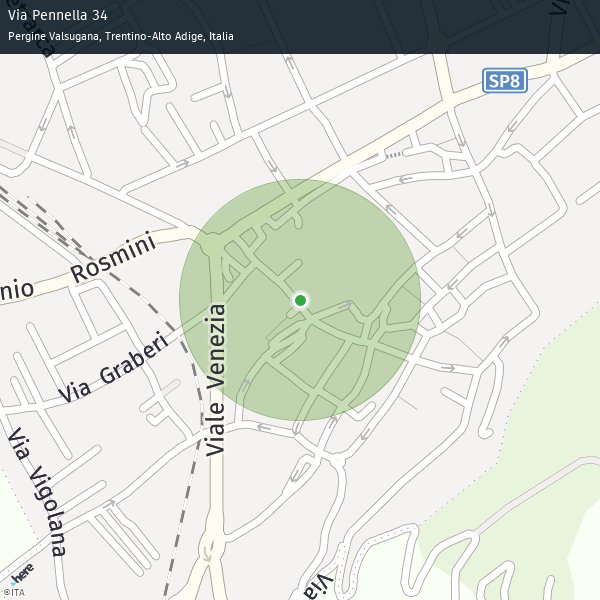 Via Pennella 34
Pergine Valsugana, Trentino-Alto Adige, Italia
SP8
Rosmini
nio
Via Graberi
Viale Venezia
Via Vigolana
Via
here
©ITA